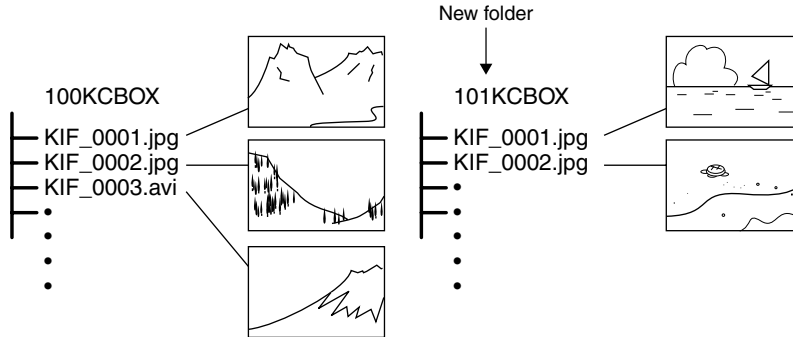 New folder
100KCBOX
KIF_0001.jpg
KIF_0002.jpg
KIF_0003.avi
101KCBOX
KIF_0001.jpg
KIF_0002.jpg